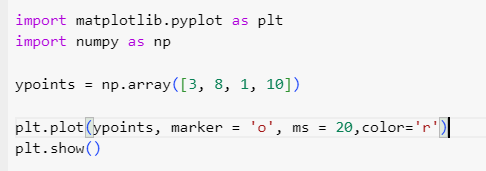 import matplotlib.pyplot as plt
import numpy as np
ypoints = np.array([3, 8, 1, 10])
plt.plot(ypoints, marker = 'o', ms = 20,color='r')
plt.show()